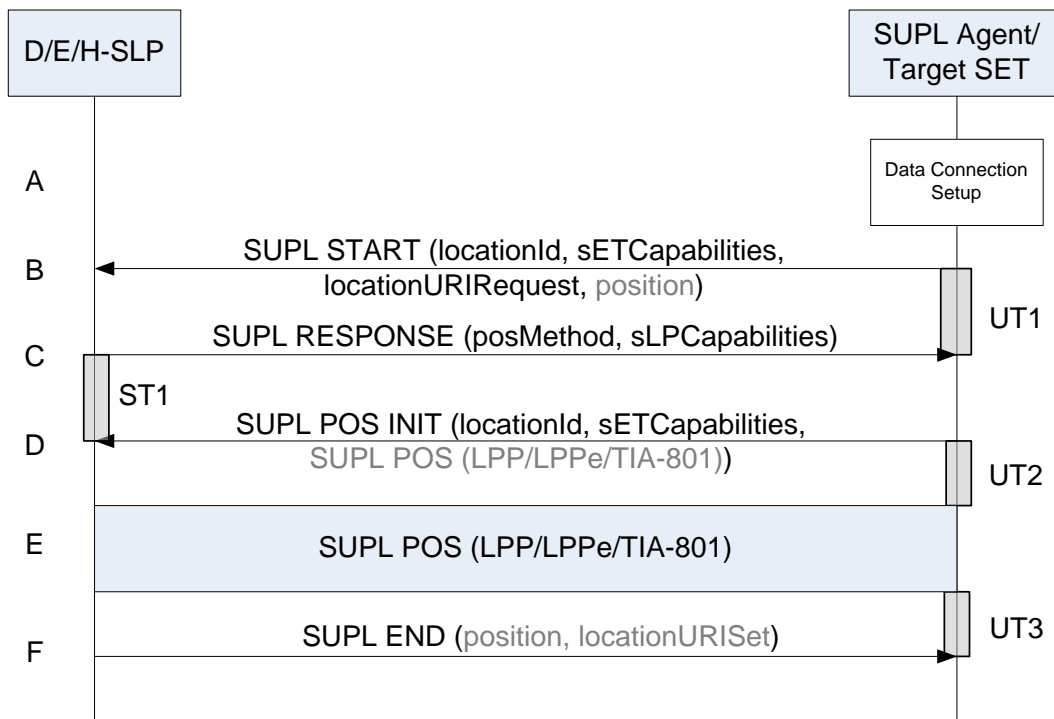 D/E/H-SLP
SUPL Agent/
Target SET
A
Data Connection
Setup
SUPL START (locationId, sETCapabilities,
locationURIRequest, position)
B
UT1
SUPL RESPONSE (posMethod, sLPCapabilities)
C
ST1
SUPL POS INIT (locationId, sETCapabilities,
SUPL POS (LPP/LPPe/TIA-801))
D
UT2
E
SUPL POS (LPP/LPPe/TIA-801)
SUPL END (position, locationURISet)
UT3
F